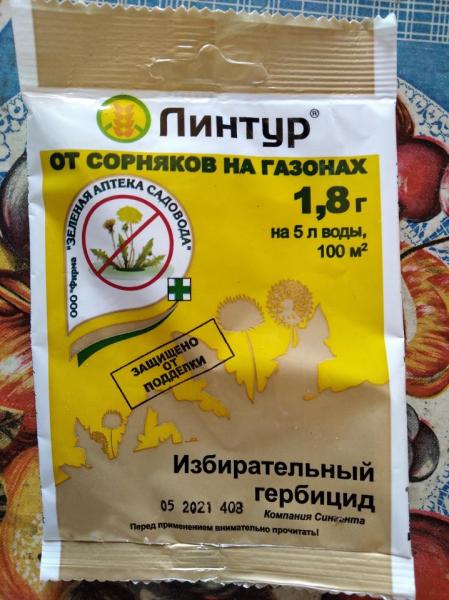 Линтур®
ОТ СОРНЯКОВ НА ГАЗОНАХ
1,8 г
на 5 л воды,
100 м²
ООО "Фирма
"ЗЕЛЕНАЯ АПТЕКА САДОВОДА"
ЗАЩИЩЕНО
ОТ
ПОДДЕЛКИ
Избирательный
гербицид
05 2021 403
Компания Сингента
Перед применением внимательно прочитать!